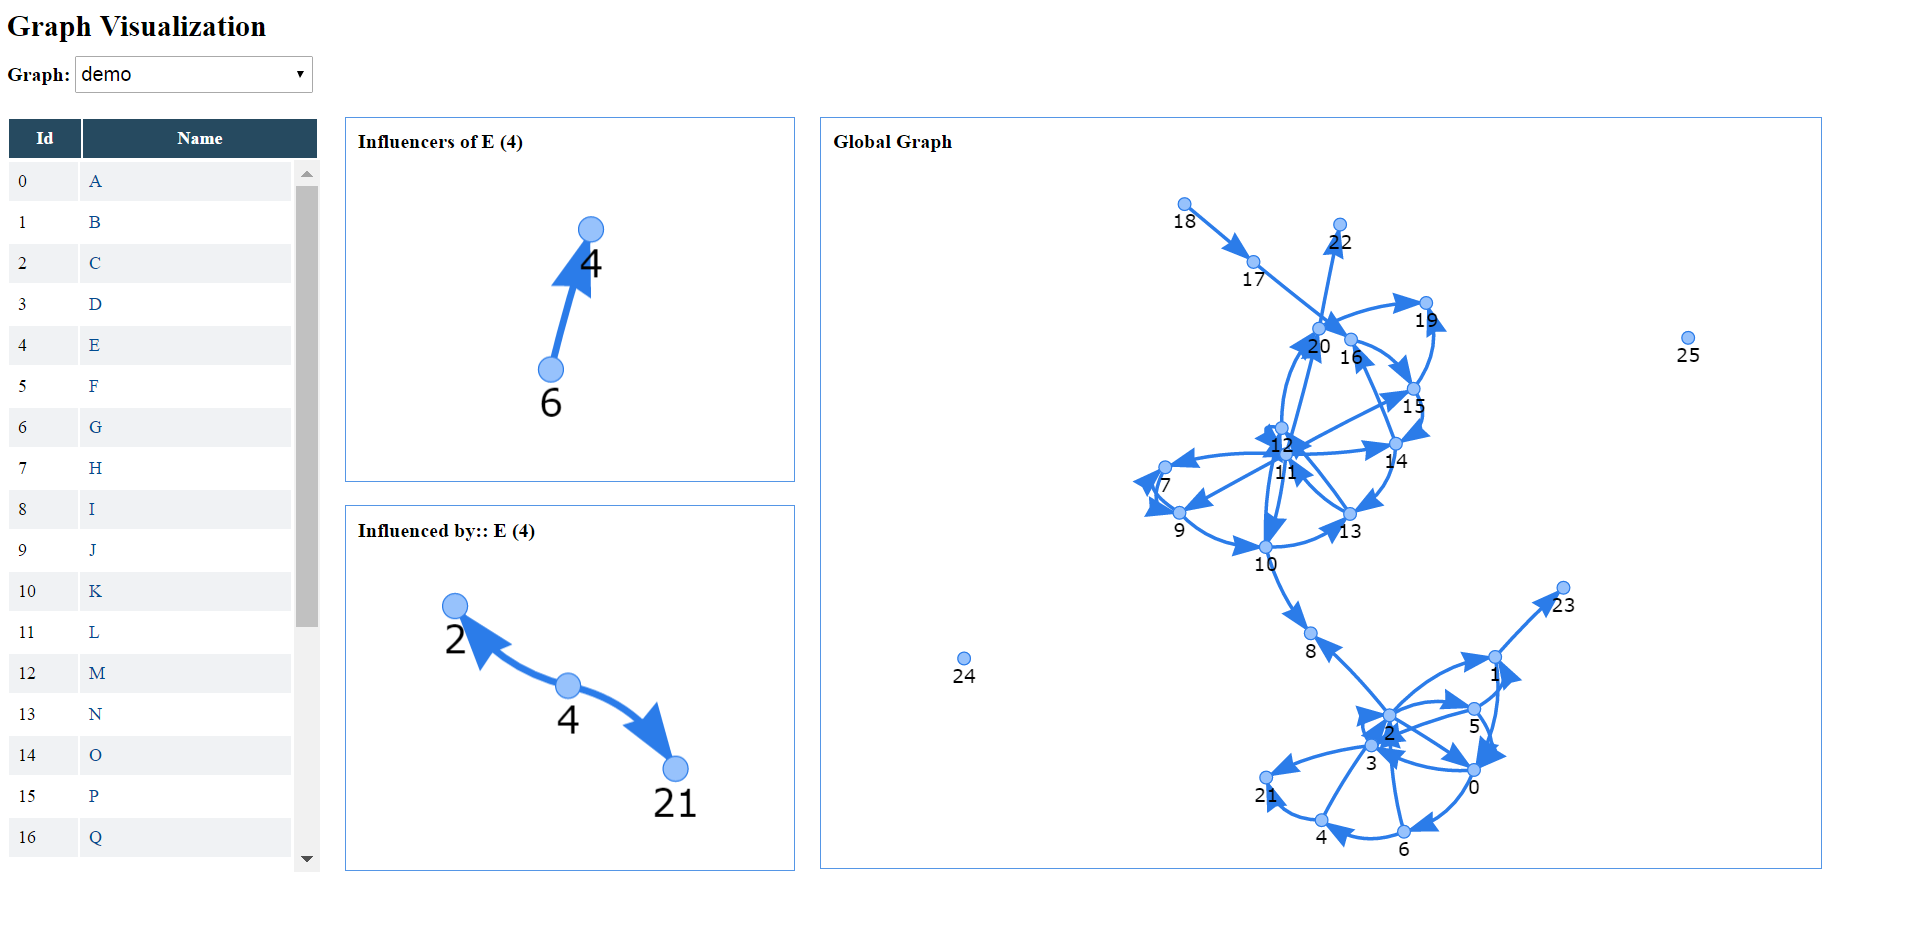 Graph Visualization
Graph: demo
Id Name
0 A
1 B
2 C
3 D
4 E
5 F
6 G
7 H
8 I
9 J
10 K
11 L
12 M
13 N
14 O
15 P
16 Q
Influencers of E (4)
4
6
Influenced by:: E (4)
2
4
21
Global Graph
18
22
17
19
20
16
25
15
12
14
11
7
9
13
10
23
8
24
1
5
2
3
0
21
4
6